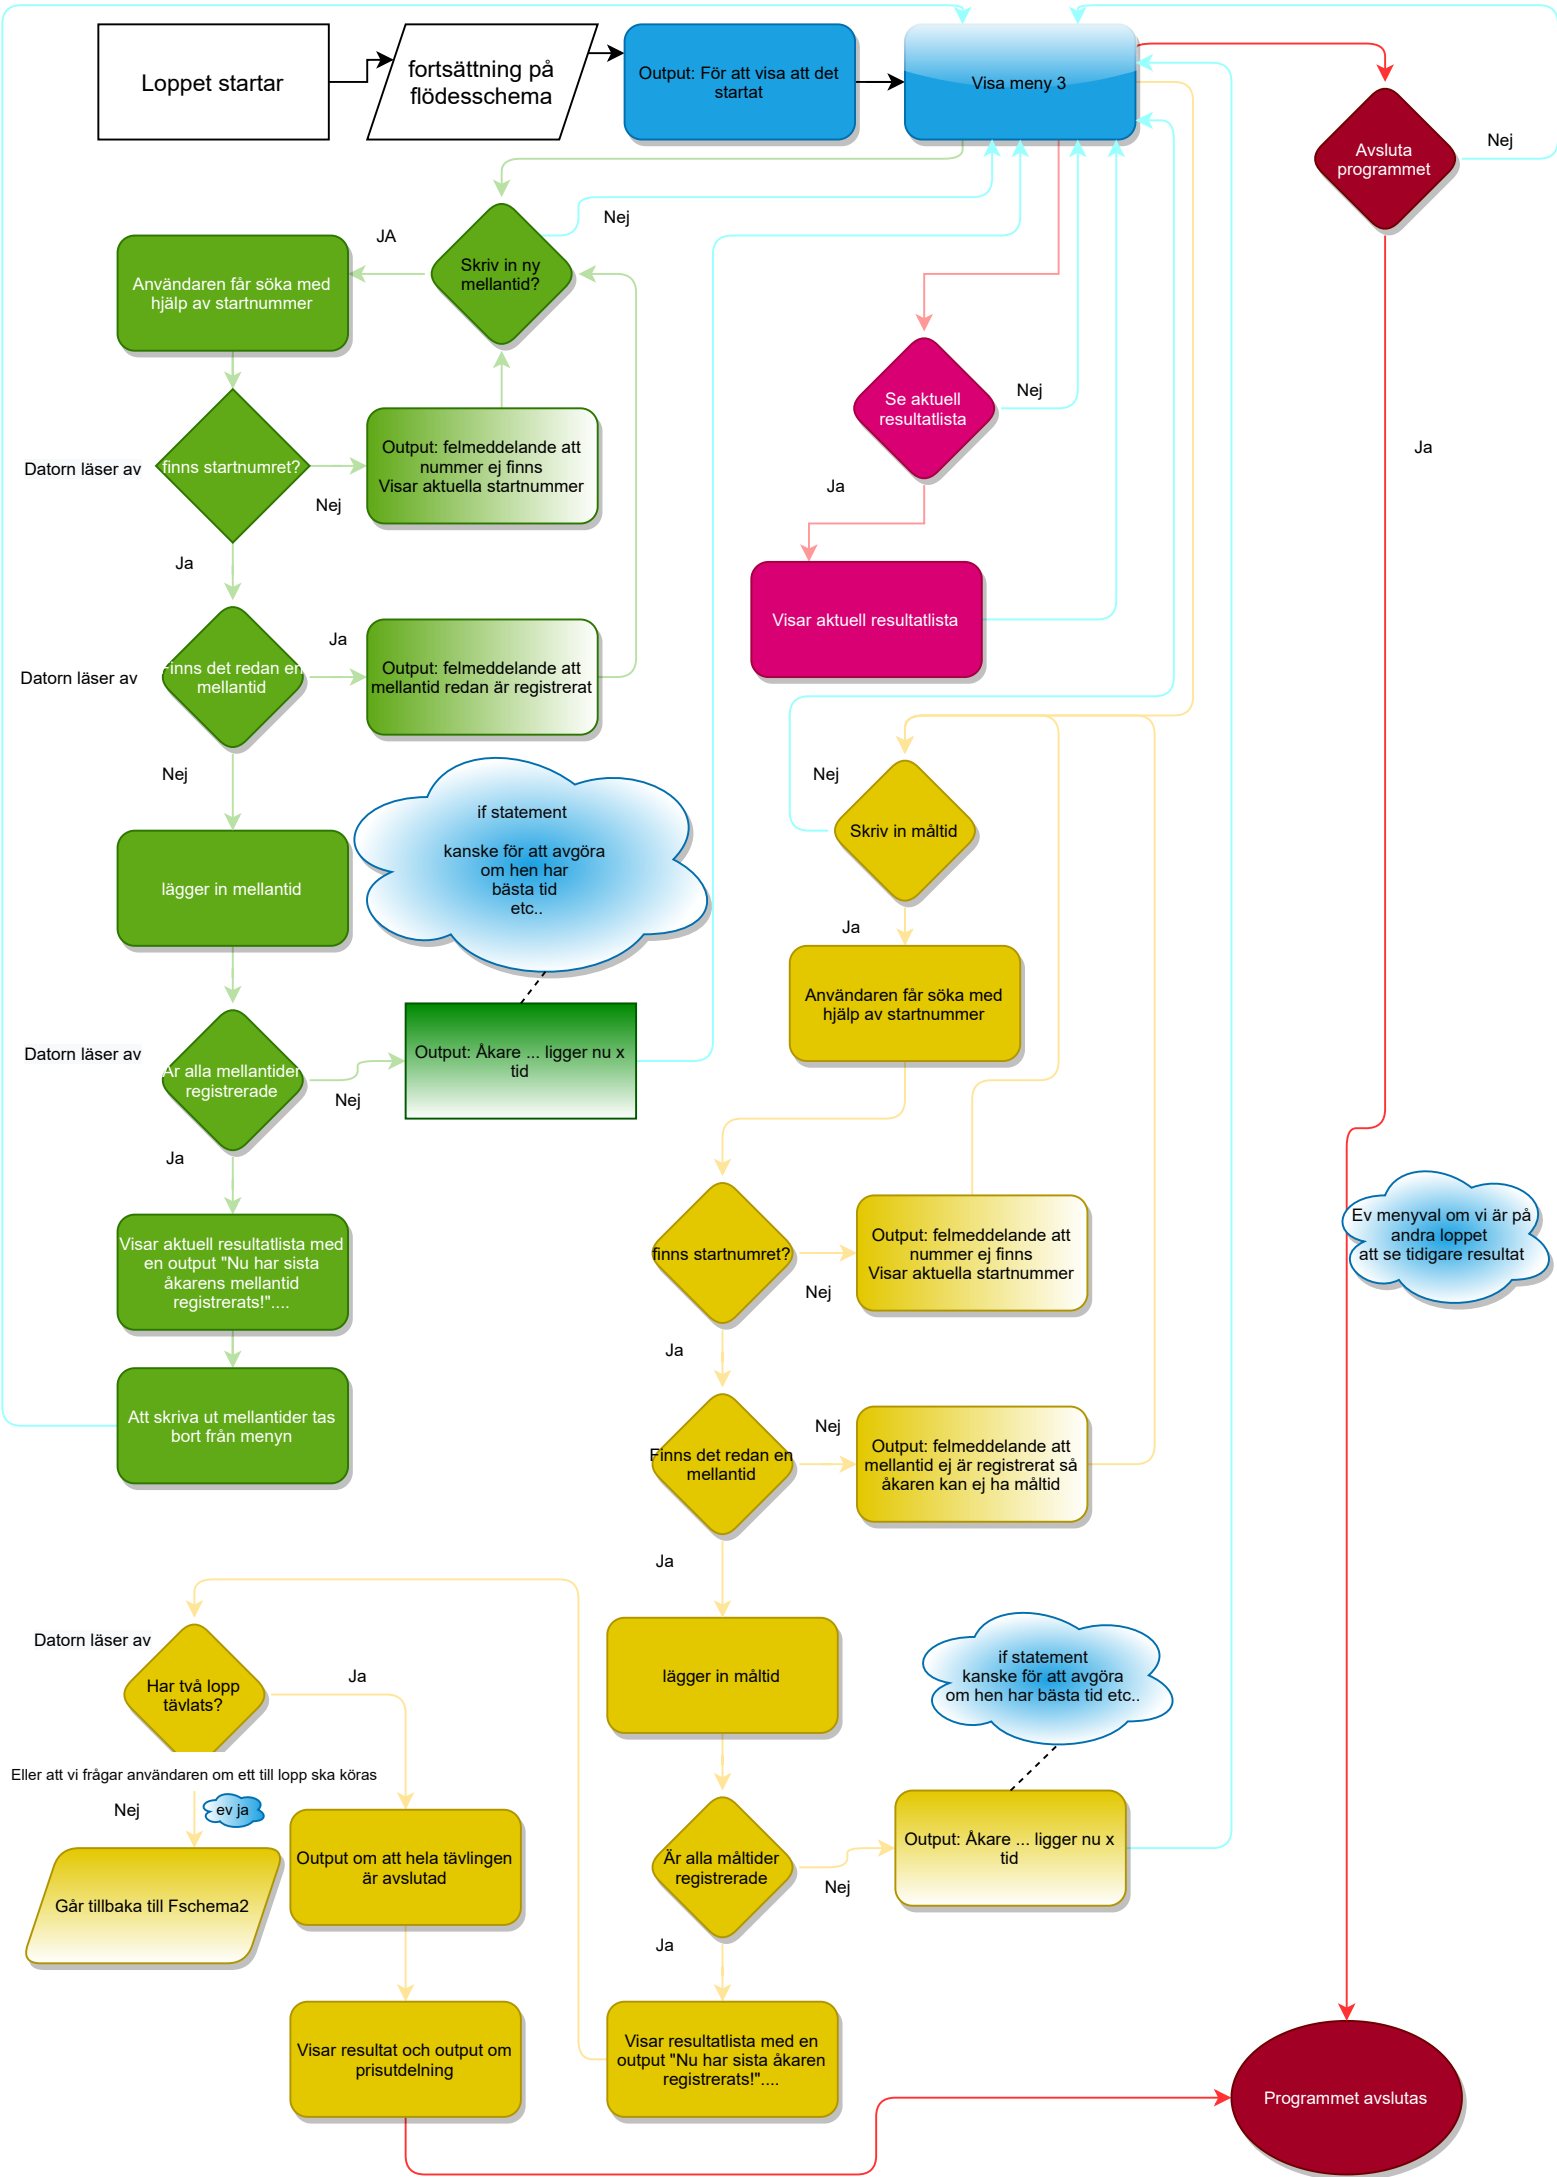 Loppet startar
fortsättning på
flödesschema
Output: För att visa att det
startat
Visa meny 3
Avsluta
programmet
Nej
Nej
JA
Skriv in ny
mellantid?
Användaren får söka med
hjälp av startnummer
Se aktuell
resultatlista
Nej
Ja
Ja
Datorn läser av
finns startnumret?
Nej
Output: felmeddelande att
nummer ej finns
Visar aktuella startnummer
Ja
Visar aktuell resultatlista
Datorn läser av
Finns det redan en
mellantid
Ja
Output: felmeddelande att
mellantid redan är registrerat
Nej
if statement
kanske för att avgöra
om hen har
bästa tid
etc..
Nej
Skriv in måltid
lägger in mellantid
Ja
Användaren får söka med
hjälp av startnummer
Datorn läser av
Är alla mellantider
registrerade
Nej
Output: Åkare ... ligger nu x
tid
Ja
Visar aktuell resultatlista med
en output "Nu har sista
åkarens mellantid
registrerats!"....
finns startnumret?
Nej
Output: felmeddelande att
nummer ej finns
Visar aktuella startnummer
Ev menyval om vi är på
andra loppet
att se tidigare resultat
Ja
Att skriva ut mellantider tas
bort från menyn
Finns det redan en
mellantid
Nej
Output: felmeddelande att
mellantid ej är registrerat så
åkaren kan ej ha måltid
Ja
Datorn läser av
Har två lopp
tävlats?
Ja
lägger in måltid
if statement
kanske för att avgöra
om hen har bästa tid etc..
Eller att vi frågar användaren om ett till lopp ska köras
Nej
ev ja
Output om att hela tävlingen
är avslutad
Är alla måltider
registrerade
Nej
Output: Åkare ... ligger nu x
tid
Går tillbaka till Fschema2
Ja
Visar resultat och output om
prisutdelning
Visar resultatlista med en
output "Nu har sista åkaren
registrerats!"....
Programmet avslutas